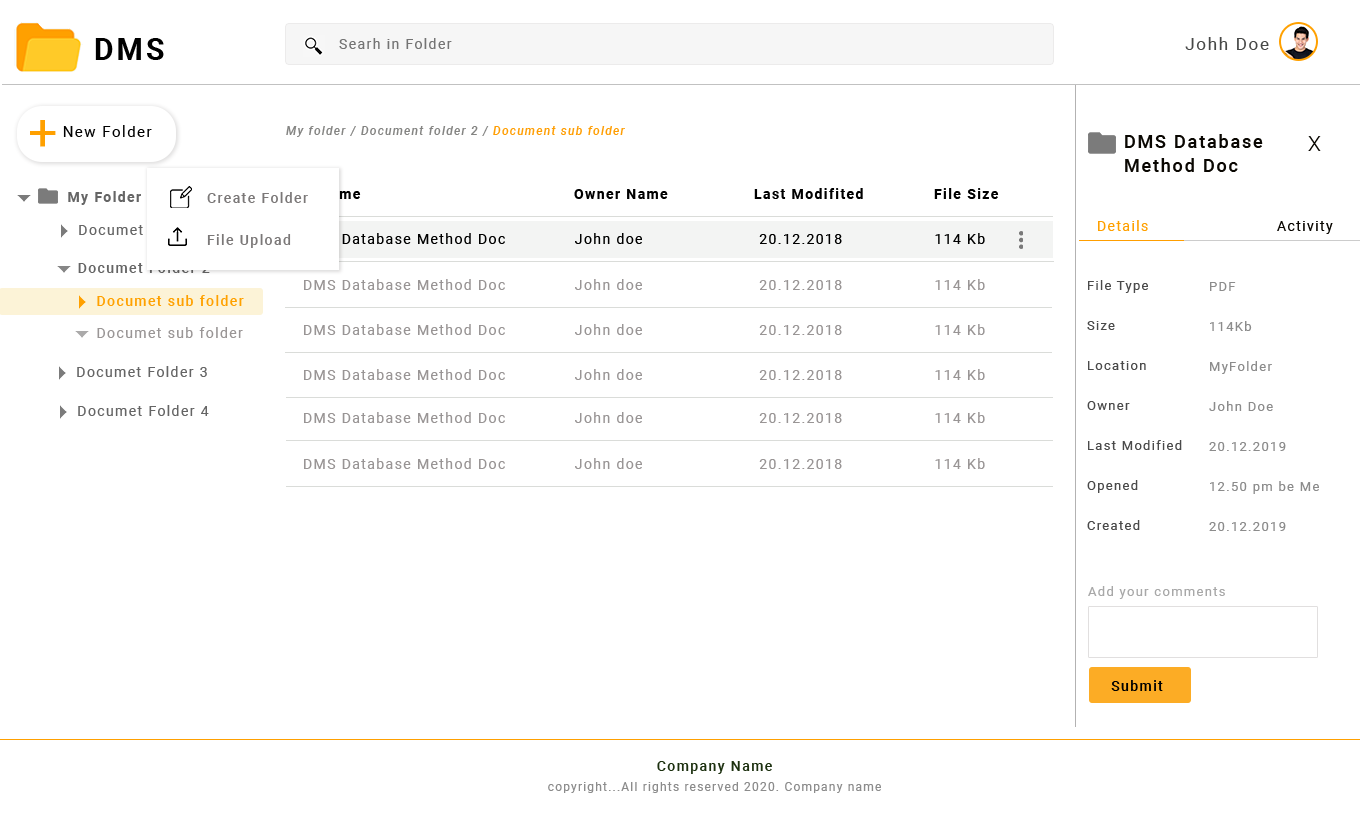 DMS
Searh in Folder
Johh Doe
New Folder
My folder / Document folder 2 / Document sub folder
DMS Database
Method Doc
X
Create Folder
File Upload
My Folder
Documet
Documet Folder 2
Documet sub folder
Documet sub folder
Documet Folder 3
Documet Folder 4
me Owner Name Last Modifited File Size
Database Method Doc John doe 20.12.2018 114 Kb
DMS Database Method Doc John doe 20.12.2018 114 Kb
DMS Database Method Doc John doe 20.12.2018 114 Kb
DMS Database Method Doc John doe 20.12.2018 114 Kb
DMS Database Method Doc John doe 20.12.2018 114 Kb
DMS Database Method Doc John doe 20.12.2018 114 Kb
Details Activity
File Type PDF
Size 114Kb
Location MyFolder
Owner John Doe
Last Modified 20.12.2019
Opened 12.50 pm be Me
Created 20.12.2019
Add your comments
Submit
Company Name
copyright...All rights reserved 2020. Company name